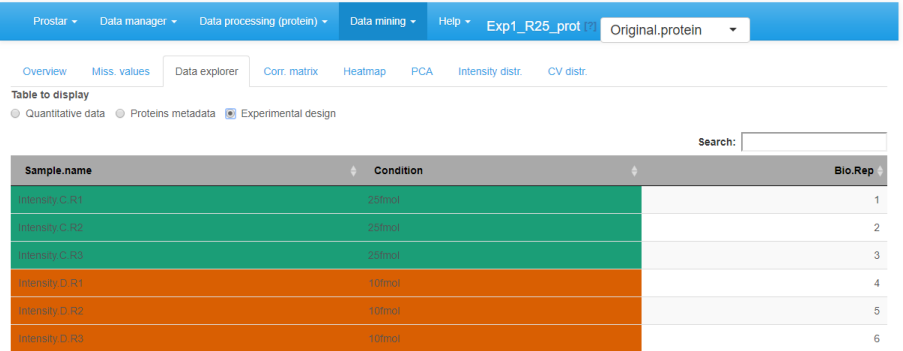 Prostar Data manager Data processing (protein) Data mining Help Exp1_R25_prot [?] Original.protein
Overview Miss. values Data explorer Corr. matrix Heatmap PCA Intensity distr. CV distr.
Table to display
Quantitative data Proteins metadata Experimental design
Search:
Sample.name Condition Bio.Rep
Intensity.C.R1 25fmol 1
Intensity.C.R2 25fmol 2
Intensity.C.R3 25fmol 3
Intensity.D.R1 10fmol 4
Intensity.D.R2 10fmol 5
Intensity.D.R3 10fmol 6